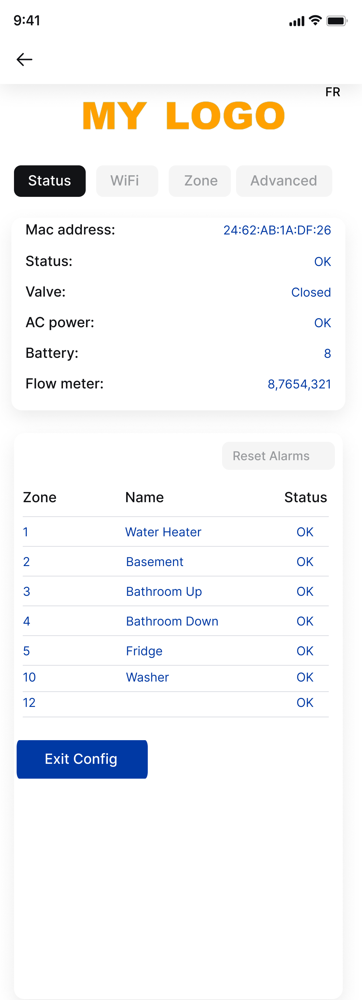 9:41
FR
MY LOGO
Status WiFi Zone Advanced
Mac address: 24:62:AB:1A:DF:26
Status: OK
Valve: Closed
AC power: OK
Battery: 8
Flow meter: 8,7654,321
Reset Alarms
Zone Name Status
1 Water Heater OK
2 Basement OK
3 Bathroom Up OK
4 Bathroom Down OK
5 Fridge OK
10 Washer OK
12 OK
Exit Config